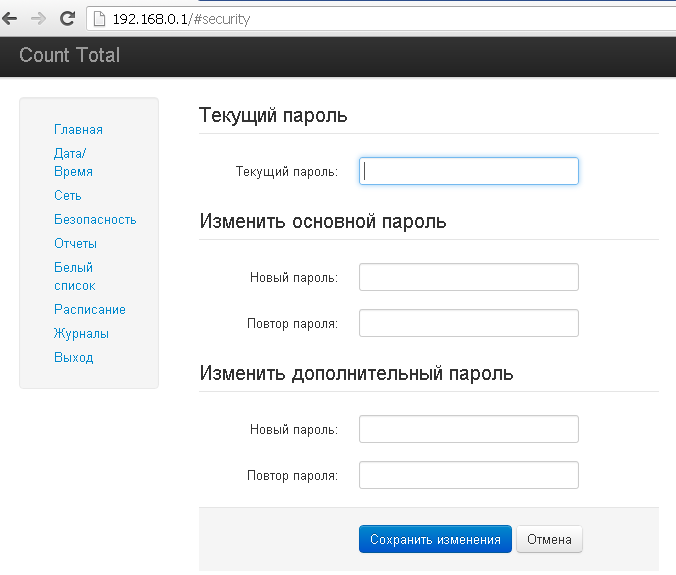 192.168.0.1/#security
Count Total
Главная
Дата/
Время
Сеть
Безопасность
Отчеты
Белый
список
Расписание
Журналы
Выход
Текущий пароль
Текущий пароль:
Изменить основной пароль
Новый пароль:
Повтор пароля:
Изменить дополнительный пароль
Новый пароль:
Повтор пароля:
Сохранить изменения Отмена